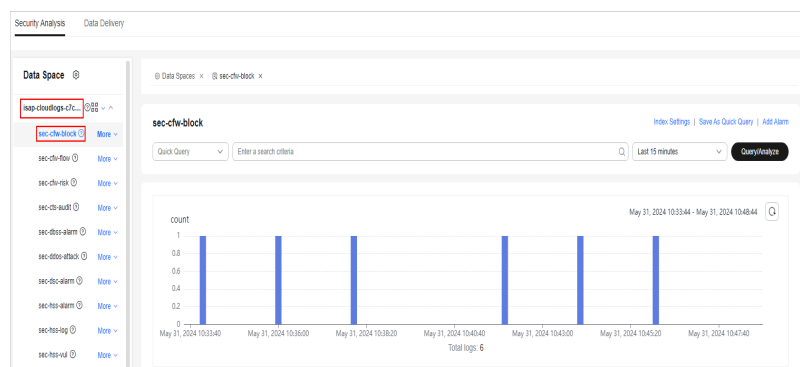 Security Analysis Data Delivery
Data Space
isap-cloudlogs-c7c...
sec-cfw-block More
sec-cfw-flow More
sec-cfw-risk More
sec-cts-audit More
sec-dbss-alarm More
sec-ddos-attack More
sec-dsc-alarm More
sec-hss-alarm More
sec-hss-log More
sec-hss-vul More
Data Spaces × sec-cfw-block ×
sec-cfw-block
Index Settings | Save As Quick Query | Add Alarm
Quick Query Enter a search criteria Last 15 minutes Query/Analyze
May 31, 2024 10:33:44 - May 31, 2024 10:48:44
count
1
0.8
0.6
0.4
0.2
0
May 31, 2024 10:33:40 May 31, 2024 10:36:00 May 31, 2024 10:38:20 May 31, 2024 10:40:40 May 31, 2024 10:43:00 May 31, 2024 10:45:20 May 31, 2024 10:47:40
Total logs: 6